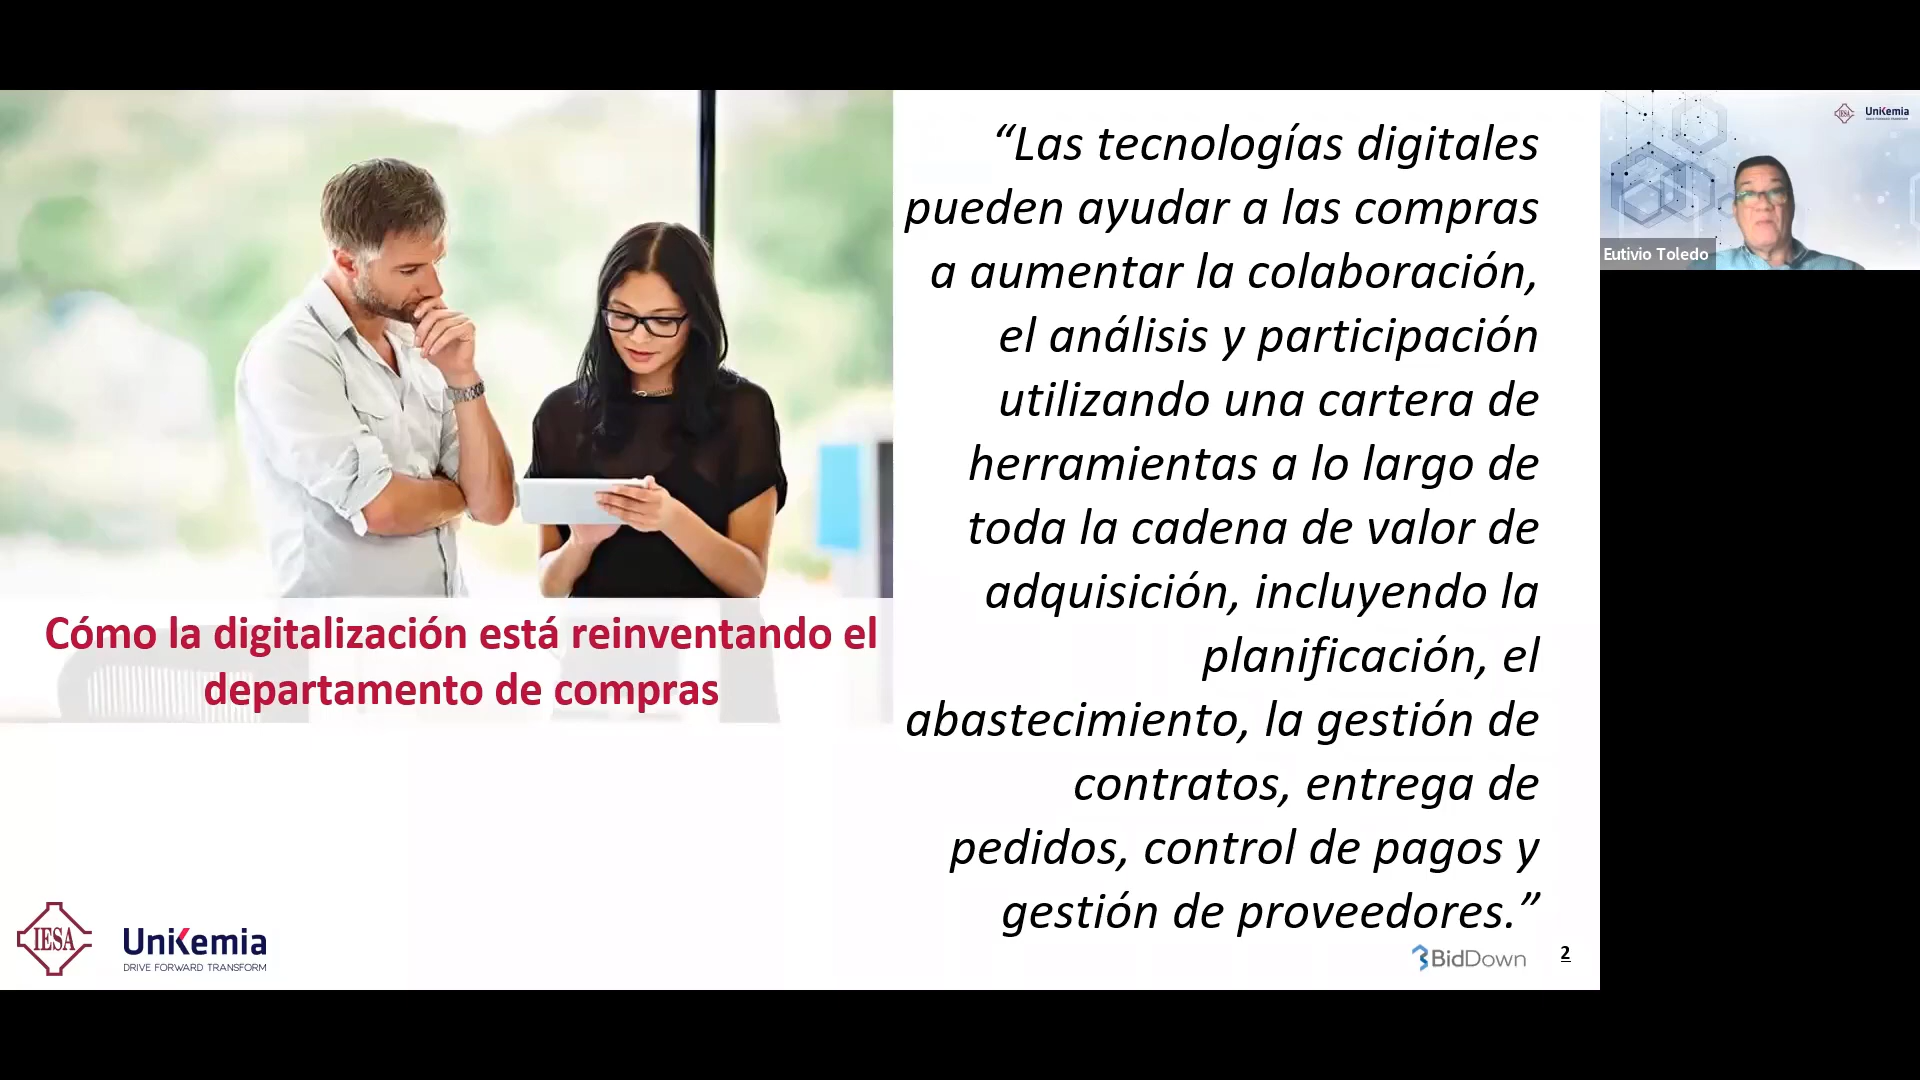 “Las tecnologías digitales
pueden ayudar a las compras
a aumentar la colaboración,
el análisis y participación
utilizando una cartera de
herramientas a lo largo de
toda la cadena de valor de
adquisición, incluyendo la
planificación, el
abastecimiento, la gestión de
contratos, entrega de
pedidos, control de pagos y
gestión de proveedores.”
Cómo la digitalización está reinventando el
departamento de compras
IESA
UniKemia
DRIVE FORWARD TRANSFORM
BidDown
2
IESA
UniKemia
Eutivio Toledo